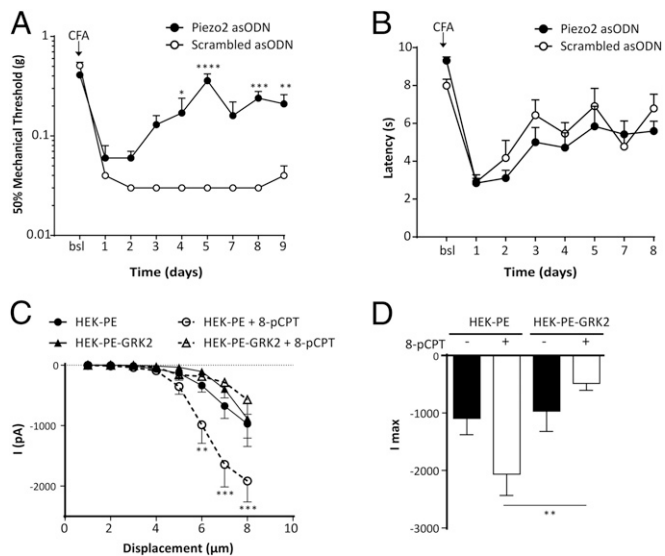 A
CFA
Piezo2 asODN
Scrambled asODN
50% Mechanical Threshold (g)
1.0
0.1
0.01
*
****
***
**
bsl 1 2 3 4 5 7 8 9
Time (days)
B
CFA
Piezo2 asODN
Scrambled asODN
Latency (s)
10
8
6
4
2
0
bsl 1 2 3 4 5 7 8
Time (days)
C
HEK-PE
HEK-PE + 8-pCPT
HEK-PE-GRK2
HEK-PE-GRK2 + 8-pCPT
I (pA)
0
-1000
-2000
**
***
***
0 2 4 6 8 10
Displacement (μm)
D
HEK-PE HEK-PE-GRK2
8-pCPT - + - +
I max
0
-1000
-2000
-3000
**